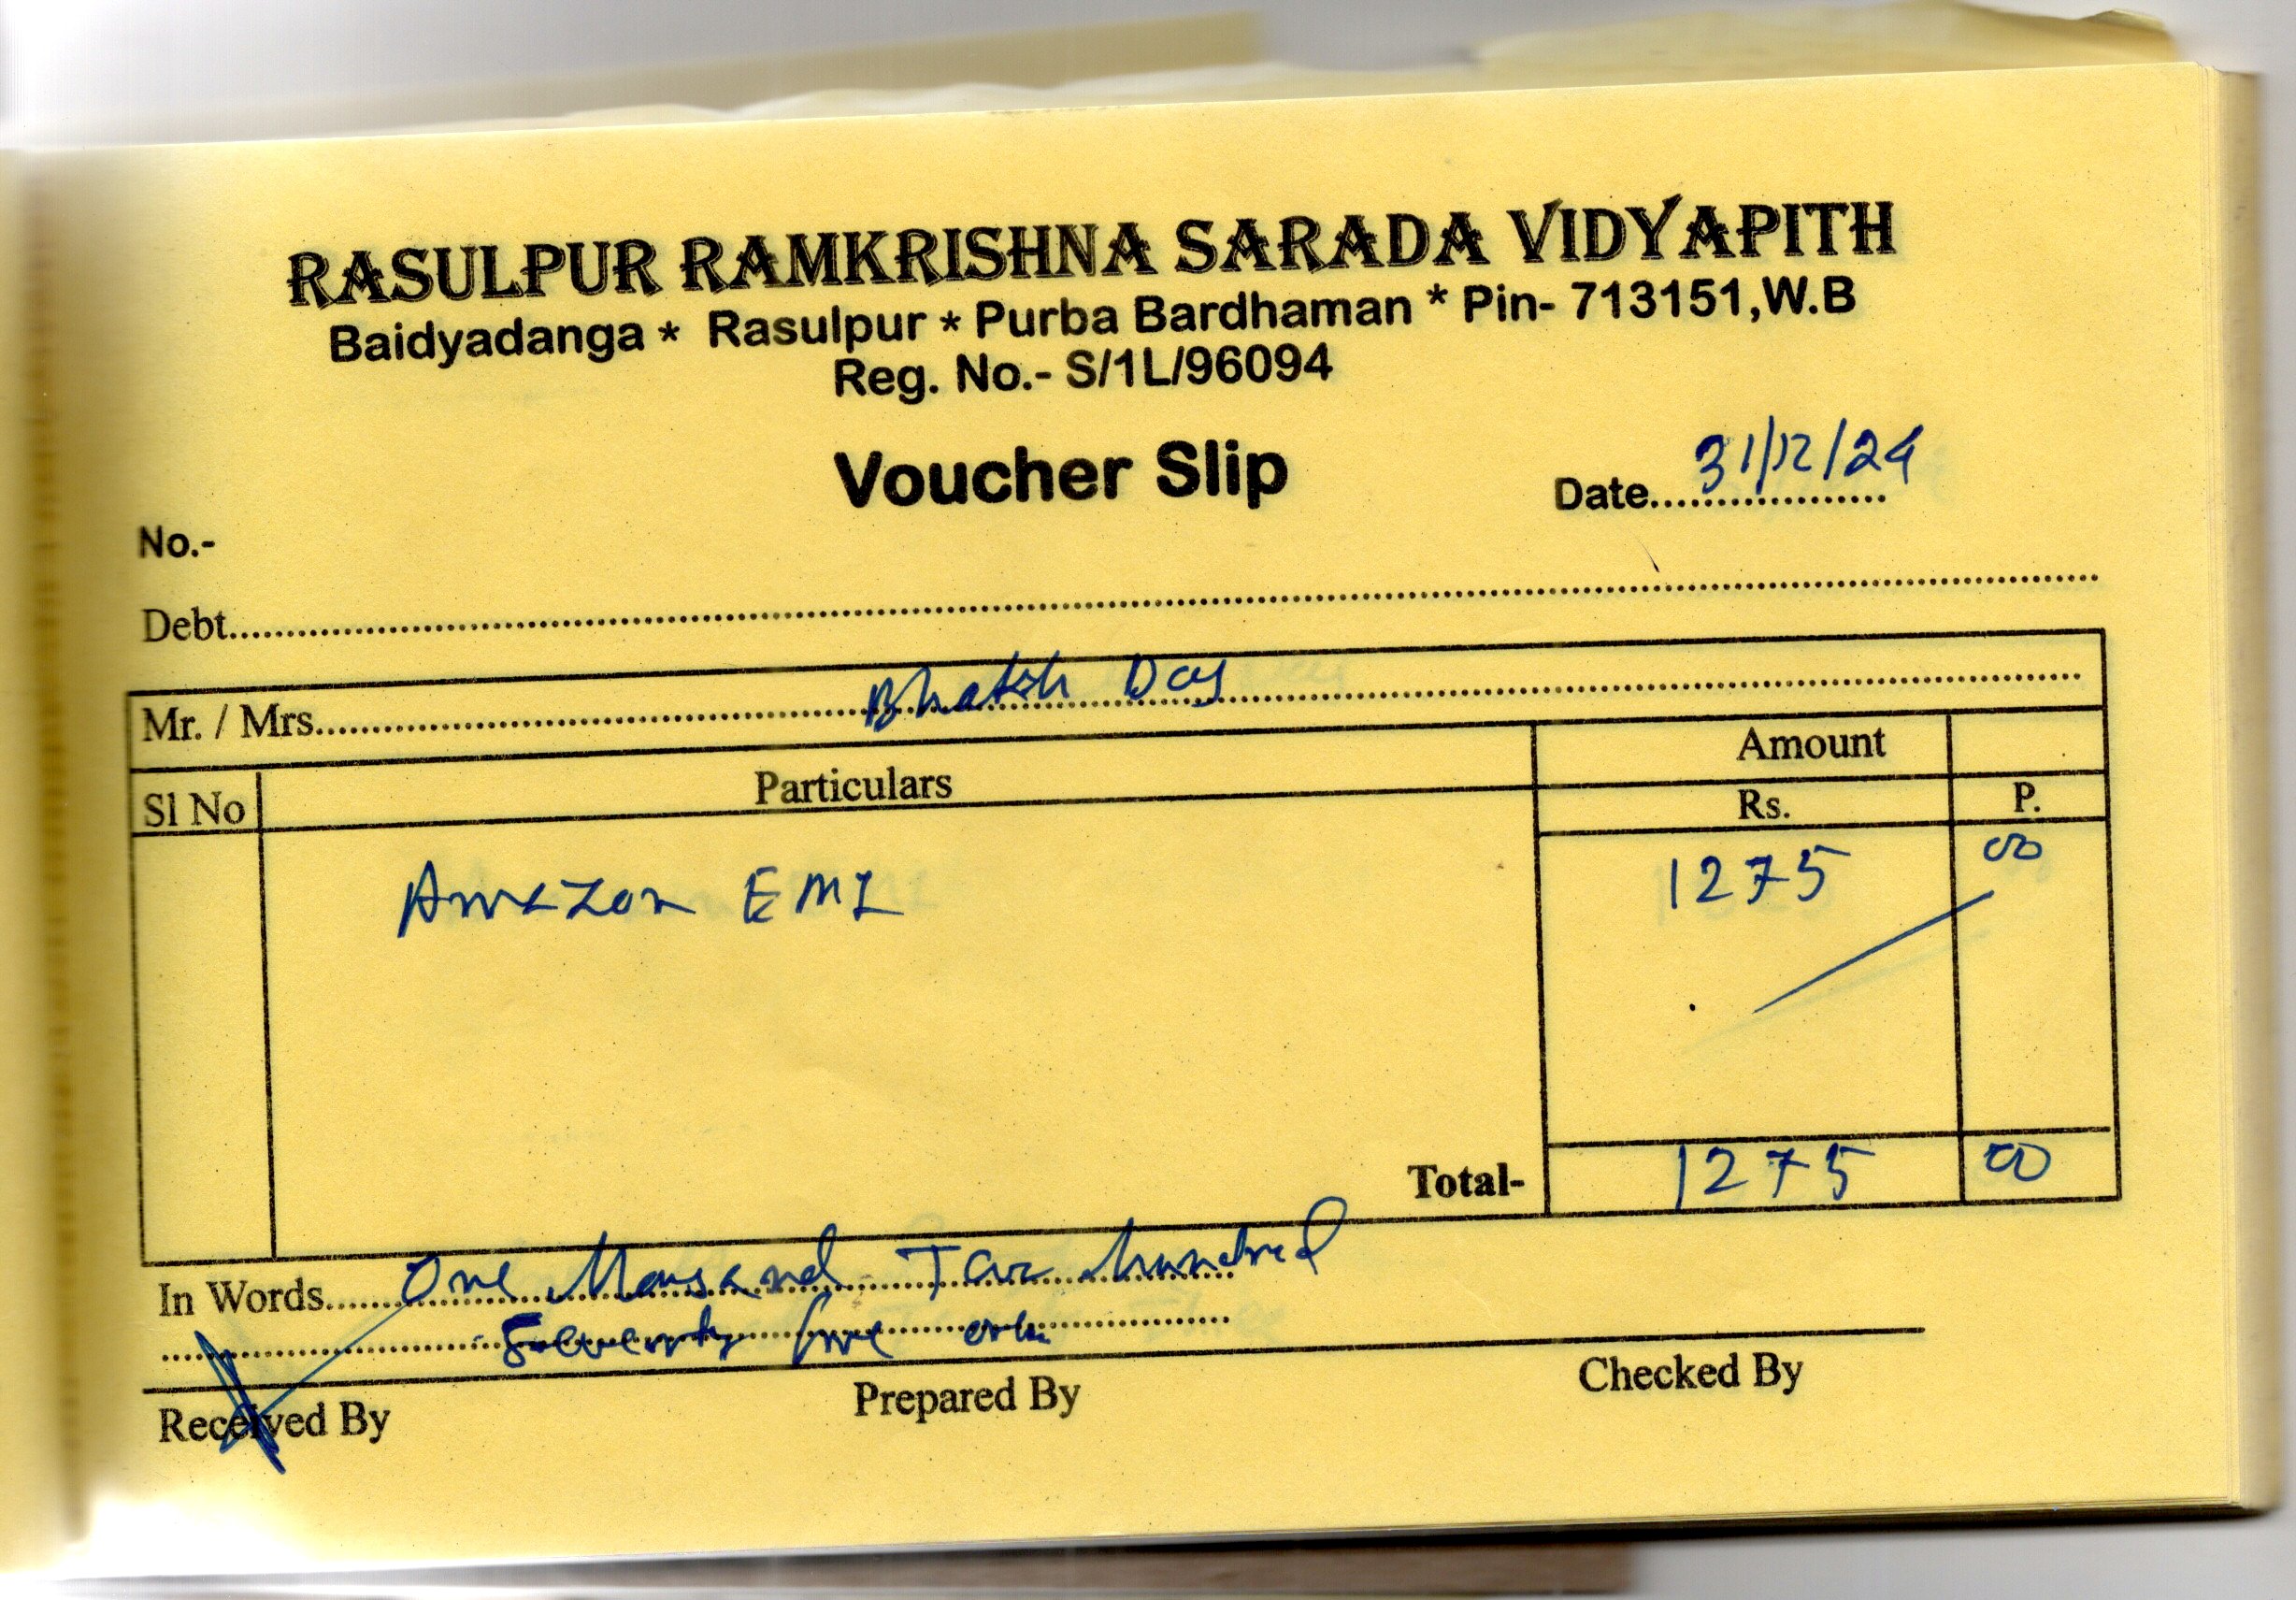 RASULPUR RAMKRISHNA SARADA VIDYAPITH
Baidyadanga * Rasulpur * Purba Bardhaman * Pin- 713151,W.B
Reg. No.- S/1L/96094
Voucher Slip
Date 31/12/24
No.-
Debt
Mr. / Mrs. Das
Sl No Particulars Amount
Rs. P.
Amazon EMI 1275 00
Total- 1275 00
In Words One thousand Two hundred
Seventy five only
Received By Prepared By Checked By